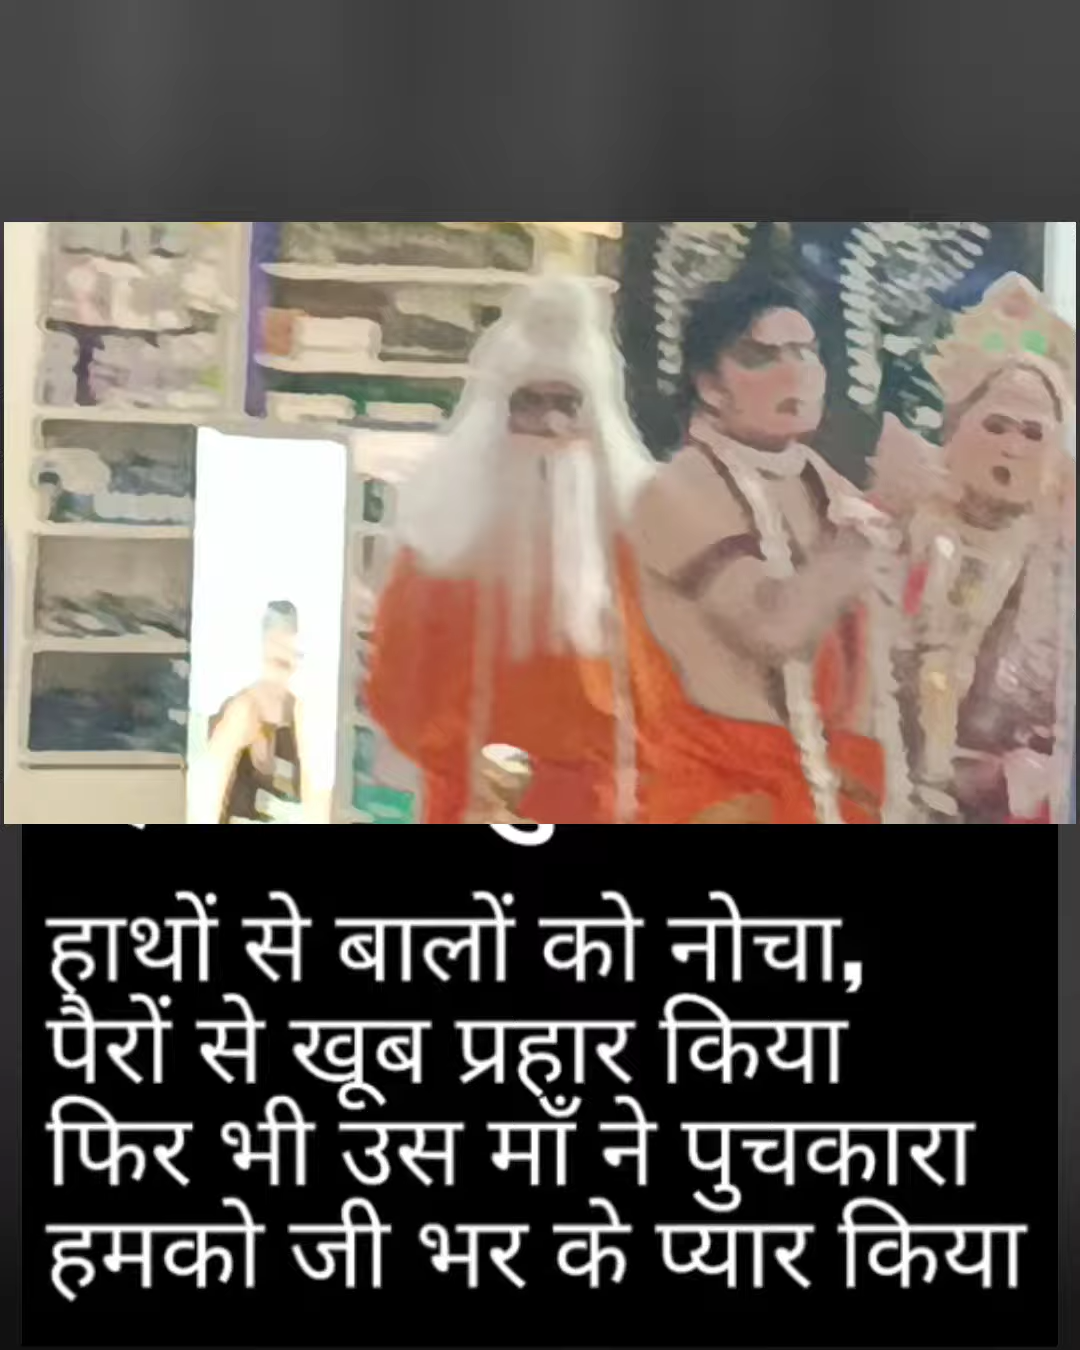 हाथों से बालों को नोचा,
पैरों से खूब प्रहार किया
फिर भी उस माँ ने पुचकारा
हमको जी भर के प्यार किया